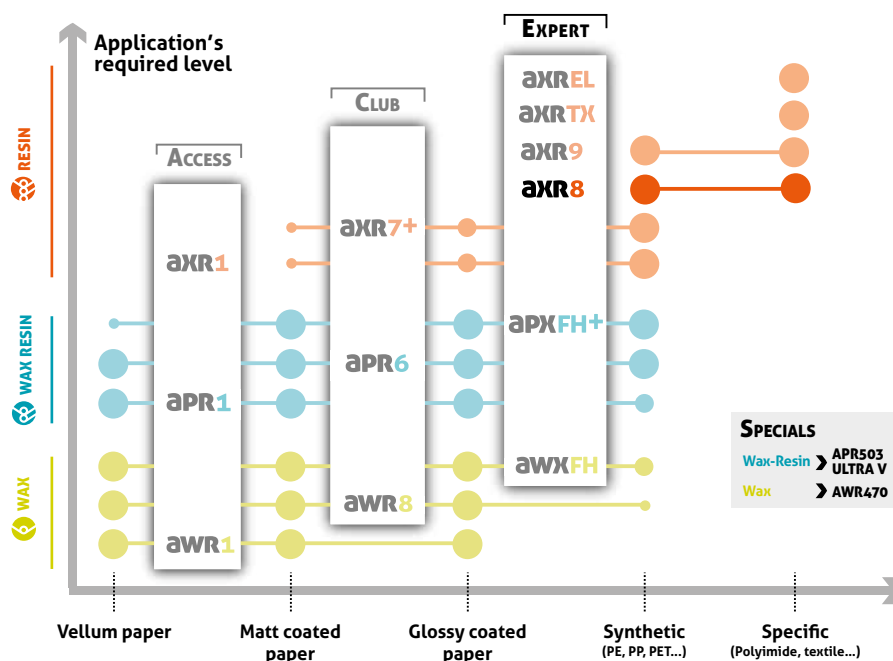 Application's
required level
EXPERT
CLUB
ACCESS
RESIN
WAX RESIN
WAX
aXREL
aXRTX
aXR9
aXR8
aXR7+
aXR1
aPXFH+
aPR6
aPR1
aWXFH
aWR8
aWR1
SPECIALS
Wax-Resin APR503
ULTRA V
Wax AWR470
Vellum paper
Matt coated
paper
Glossy coated
paper
Synthetic
(PE, PP, PET...)
Specific
(Polyimide, textile...)